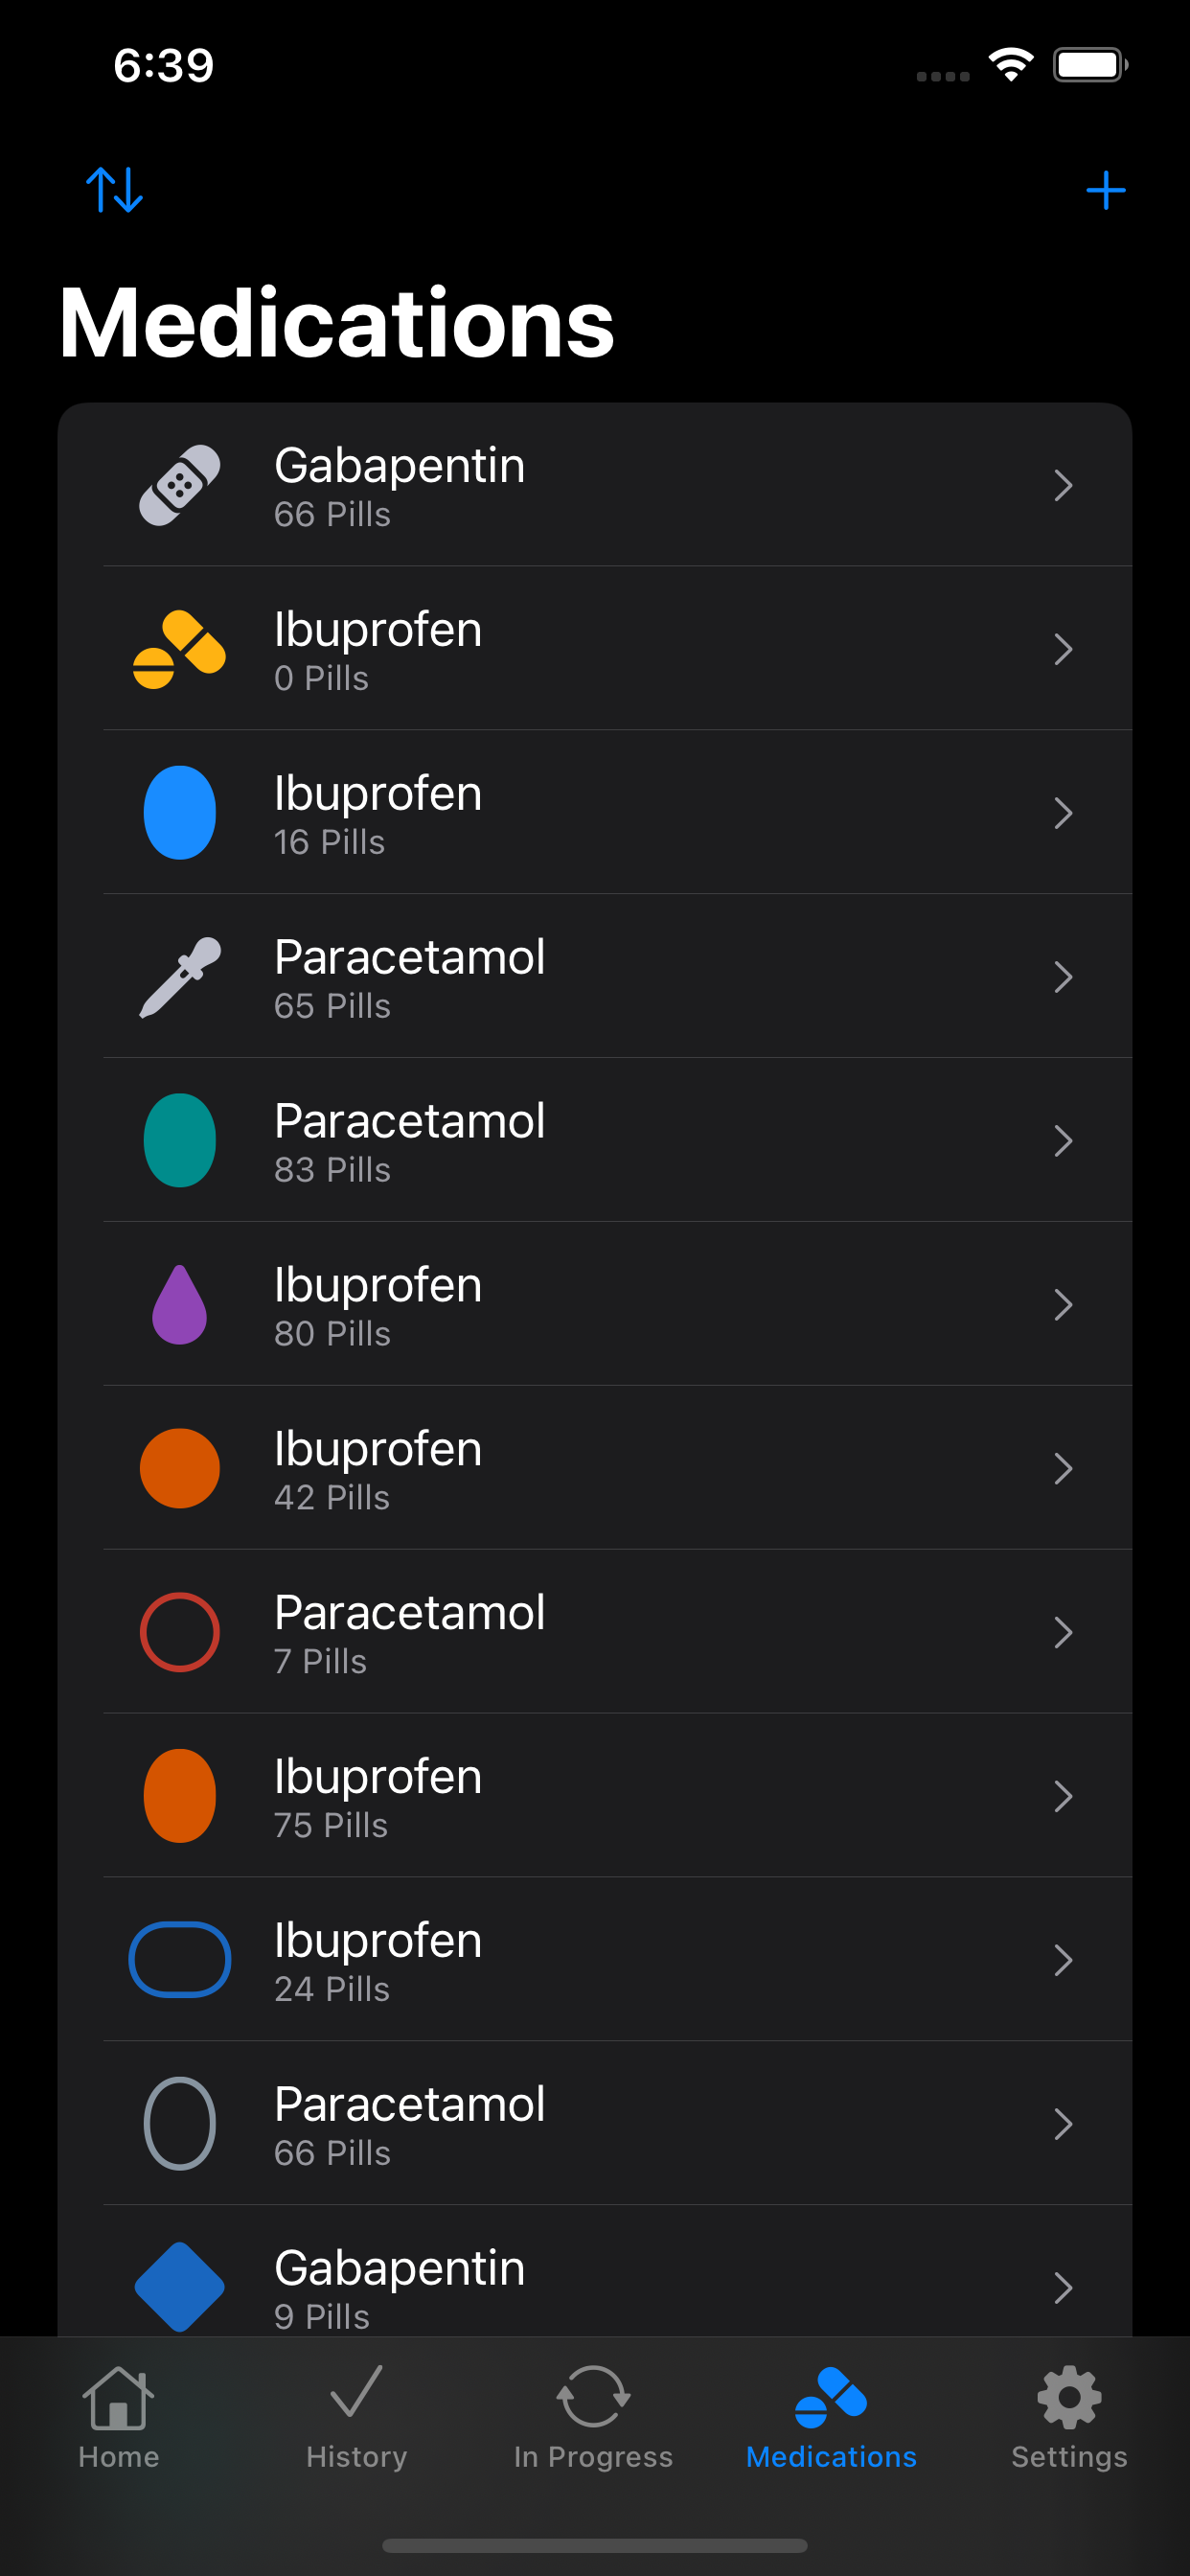 6:39
Medications
Gabapentin
66 Pills
Ibuprofen
0 Pills
Ibuprofen
16 Pills
Paracetamol
65 Pills
Paracetamol
83 Pills
Ibuprofen
80 Pills
Ibuprofen
42 Pills
Paracetamol
7 Pills
Ibuprofen
75 Pills
Ibuprofen
24 Pills
Paracetamol
66 Pills
Gabapentin
9 Pills
Home History In Progress Medications Settings